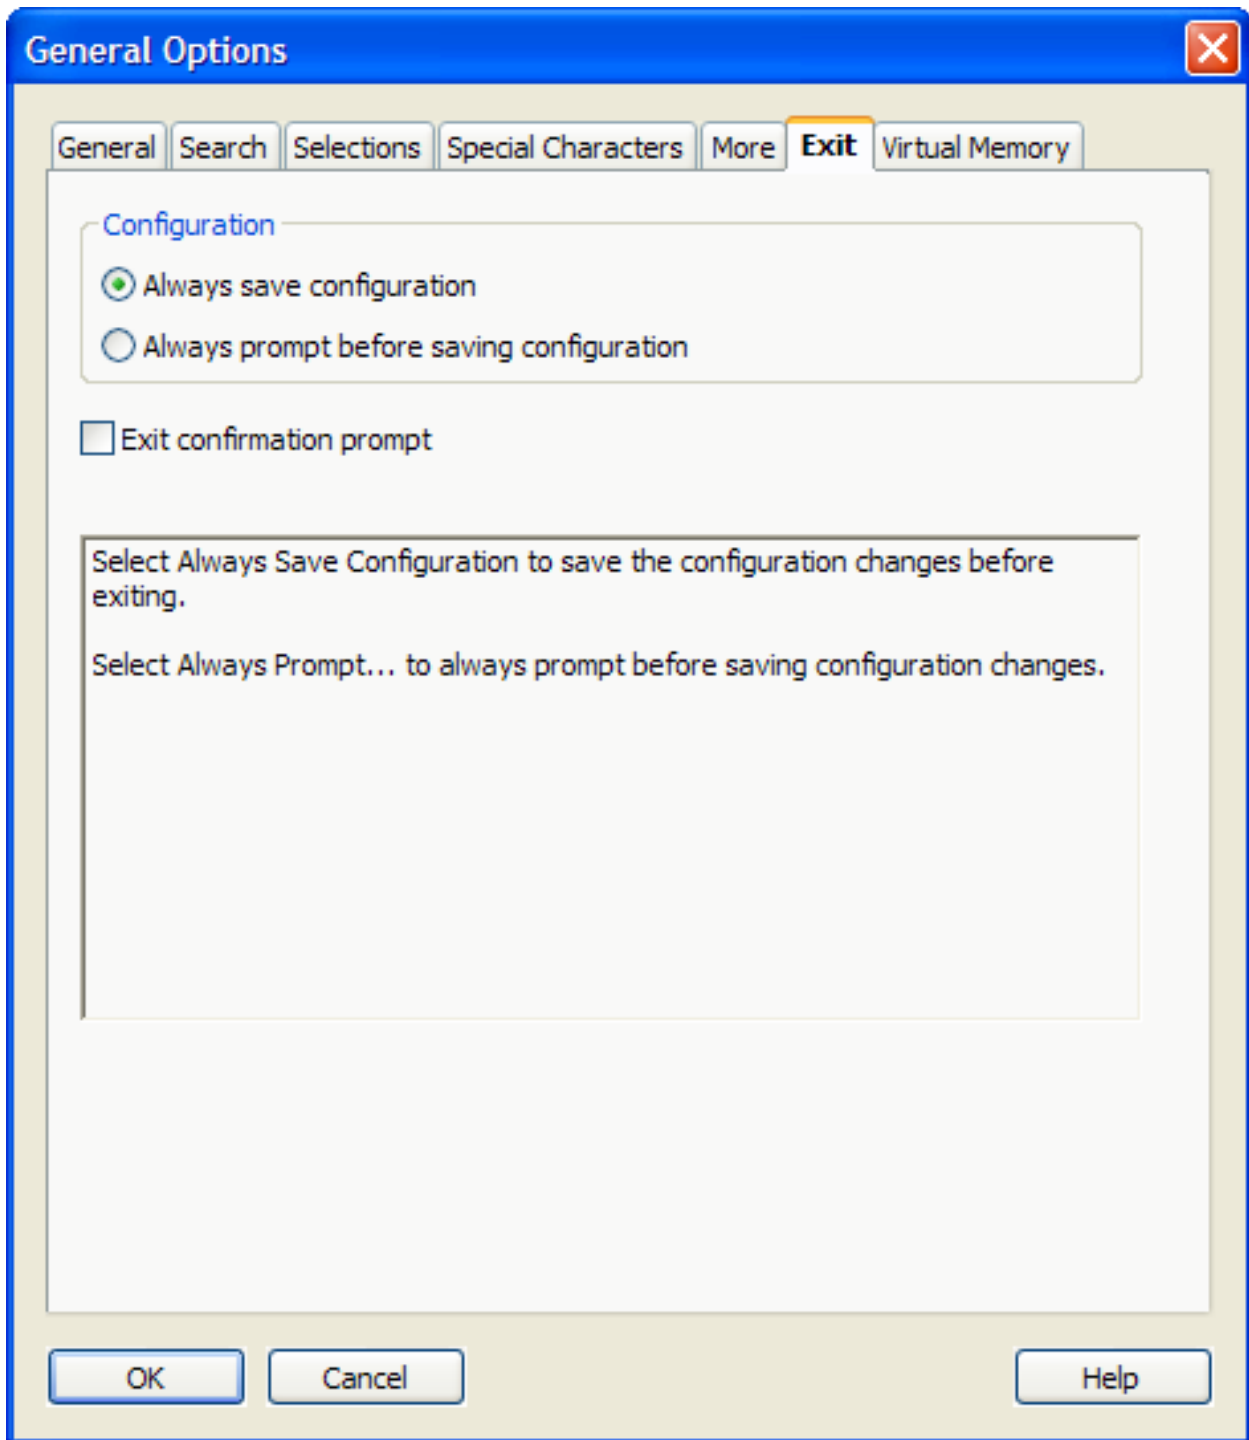 General Options
General Search Selections Special Characters More Exit Virtual Memory
Configuration
Always save configuration
Always prompt before saving configuration
Exit confirmation prompt
Select Always Save Configuration to save the configuration changes before
exiting.
Select Always Prompt... to always prompt before saving configuration changes.
OK Cancel Help